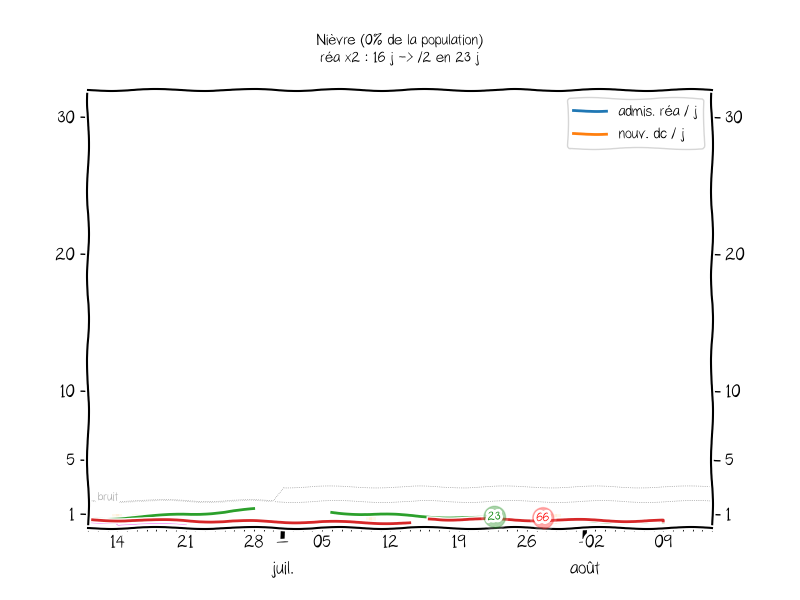 Nièvre (0% de la population)
réa x2 : 16 j -> /2 en 23 j
admis. réa / j
nouv. dc / j
30
30
20
20
10
10
5
5
bruit
1
23
66
1
14 21 28 05 12 19 26 02 09
juil. août